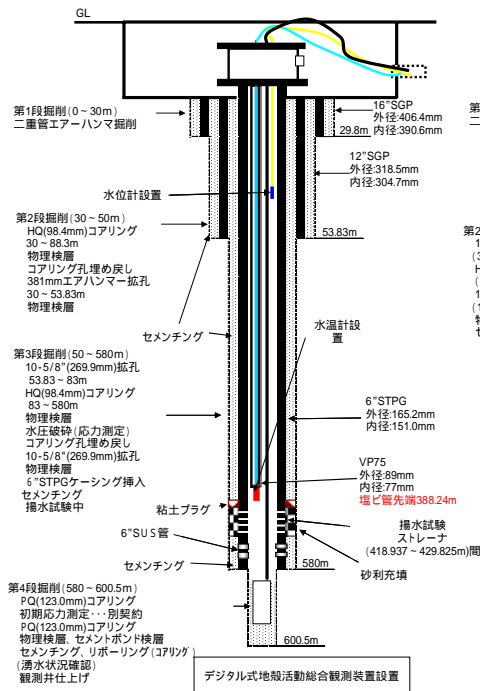 GL
第1段掘削(0~30m)
二重管エアーハンマ掘削
16"SGP
外径:406.4mm
内径:390.6mm
29.8m
12"SGP
外径:318.5mm
内径:304.7mm
水位計設置
第2段掘削(30~50m)
HQ(98.4mm)コアリング
30~88.3m
物理検層
コアリング孔埋め戻し
381mmエアハンマー拡孔
30~53.83m
物理検層
53.83m
セメンチング
水温計設
置
第3段掘削(50~580m)
10-5/8"(269.9mm)拡孔
53.83~83m
HQ(98.4mm)コアリング
83~580m
物理検層
水圧破砕(応力測定)
コアリング孔埋め戻し
10-5/8"(269.9mm)拡孔
物理検層
6"STPGケーシング挿入
セメンチング
揚水試験中
6"STPG
外径:165.2mm
内径:151.0mm
VP75
外径:89mm
内径:77mm
塩ビ管先端388.24m
粘土プラグ
揚水試験
ストレーナ
(418.937~429.825m)間
6"SUS管
セメンチング
580m
砂利充填
第4段掘削(580~600.5m)
PQ(123.0mm)コアリング
初期応力測定・・・別契約
PQ(123.0mm)コアリング
物理検層、セメントボンド検層
セメンチング、リボーリング(コアリング)
(湧水状況確認)
観測井仕上げ
600.5m
デジタル式地殻活動総合観測装置設置